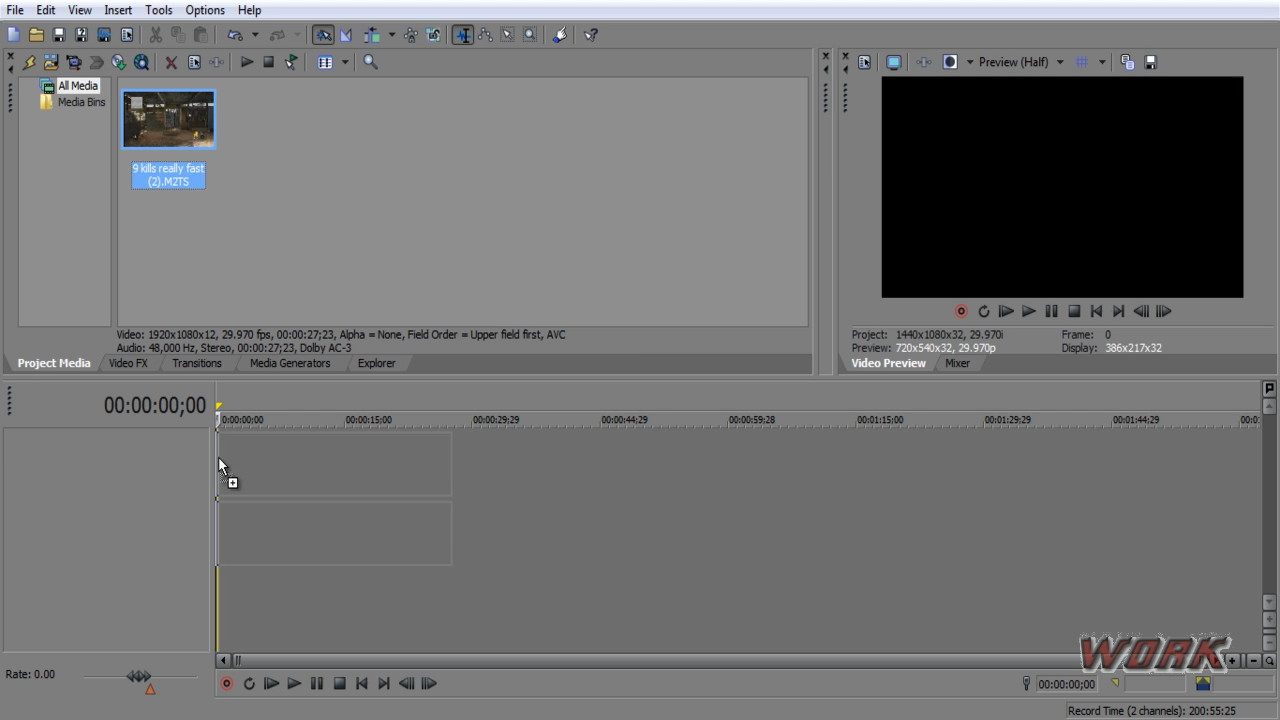 File Edit View Insert Tools Options Help
Preview (Half)
All Media
Media Bins
9 kills really fast
(2).M2TS
Video: 1920x1080x12, 29.970 fps, 00:00:27;23, Alpha = None, Field Order = Upper field first, AVC
Audio: 48,000 Hz, Stereo, 00:00:27;23, Dolby AC-3
Project: 1440x1080x32, 29.970i Frame: 0
Preview: 720x540x32, 29.970p Display: 386x217x32
Project Media Video FX Transitions Media Generators Explorer
Video Preview Mixer
00:00:00;00
0:00:00;00 00:00:15;00 00:00:29;29 00:00:44;29 00:00:59;28 00:01:15;00 00:01:29;29 00:01:44;29 00:0
WORK
Rate: 0.00
00:00:00;00
Record Time (2 channels): 200:55:25